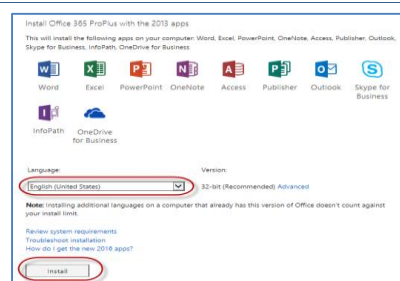 Install Office 365 ProPlus with the 2013 apps
This will install the following apps on your computer: Word, Excel, PowerPoint, OneNote, Access, Publisher, Outlook,
Skype for Business, InfoPath, OneDrive for Business
Word Excel PowerPoint OneNote Access Publisher Outlook Skype for
Business
InfoPath OneDrive
for Business
Language: Version:
English (United States) 32-bit (Recommended) Advanced
Note: Installing additional languages on a computer that already has this version of Office doesn't count against
your install limit.
Review system requirements
Troubleshoot installation
How do I get the new 2016 apps?
Install